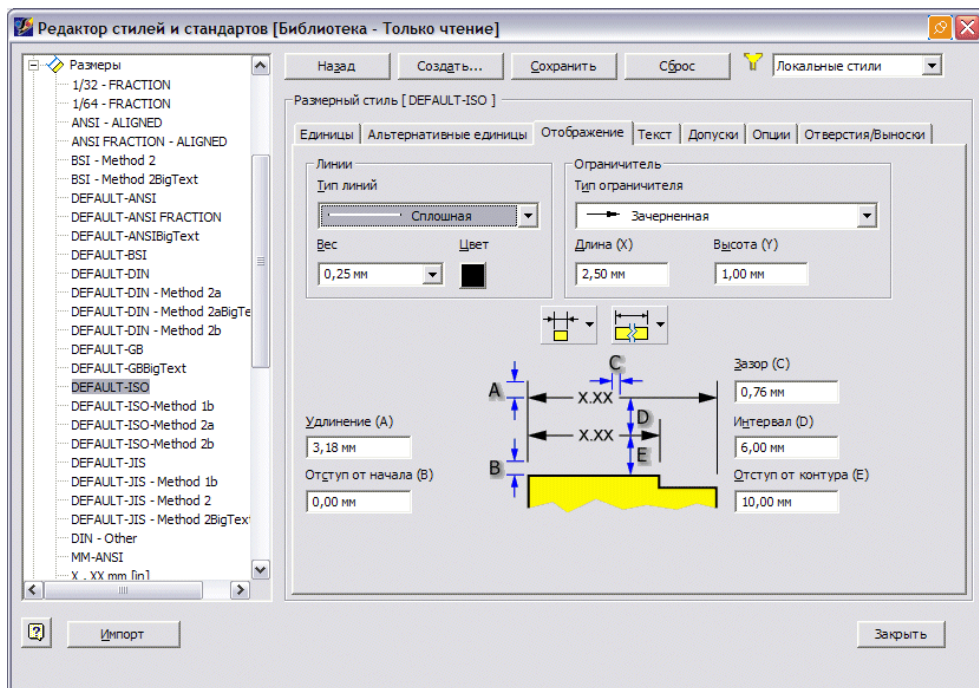 Редактор стилей и стандартов [Библиотека - Только чтение]
Размеры
1/32 - FRACTION
1/64 - FRACTION
ANSI - ALIGNED
ANSI FRACTION - ALIGNED
BSI - Method 2
BSI - Method 2BigText
DEFAULT-ANSI
DEFAULT-ANSI FRACTION
DEFAULT-ANSIBigText
DEFAULT-BSI
DEFAULT-DIN
DEFAULT-DIN - Method 2a
DEFAULT-DIN - Method 2aBigTe
DEFAULT-DIN - Method 2b
DEFAULT-GB
DEFAULT-GBBigText
DEFAULT-ISO
DEFAULT-ISO-Method 1b
DEFAULT-ISO-Method 2a
DEFAULT-ISO-Method 2b
DEFAULT-JIS
DEFAULT-JIS - Method 1b
DEFAULT-JIS - Method 2
DEFAULT-JIS - Method 2BigText
DIN - Other
MM-ANSI
X . XX mm [in]
Назад Создать... Сохранить Сброс Локальные стили
Размерный стиль [ DEFAULT-ISO ]
Единицы Альтернативные единицы Отображение Текст Допуски Опции Отверстия/Выноски
Линии
Тип линий
Сплошная
Вес Цвет
0,25 мм
Ограничитель
Тип ограничителя
Зачерненная
Длина (X) Высота (Y)
2,50 мм 1,00 мм
Зазор (C)
0,76 мм
Удлинение (A)
3,18 мм
Интервал (D)
6,00 мм
Отступ от начала (B)
0,00 мм
Отступ от контура (E)
10,00 мм
C
A
X.XX
D
X.XX
B
E
? Импорт Закрыть